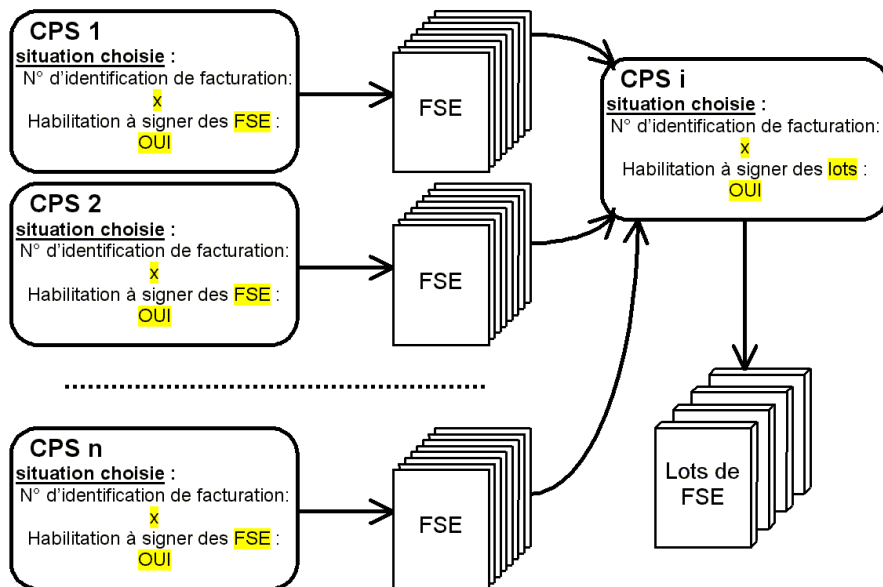 CPS 1
situation choisie :
N° d'identification de facturation:
x
Habilitation à signer des FSE :
OUI
FSE
CPS 2
situation choisie :
N° d'identification de facturation:
x
Habilitation à signer des FSE :
OUI
FSE
CPS n
situation choisie :
N° d'identification de facturation:
x
Habilitation à signer des FSE :
OUI
FSE
CPS i
situation choisie :
N° d'identification de facturation:
x
Habilitation à signer des lots :
OUI
Lots de
FSE